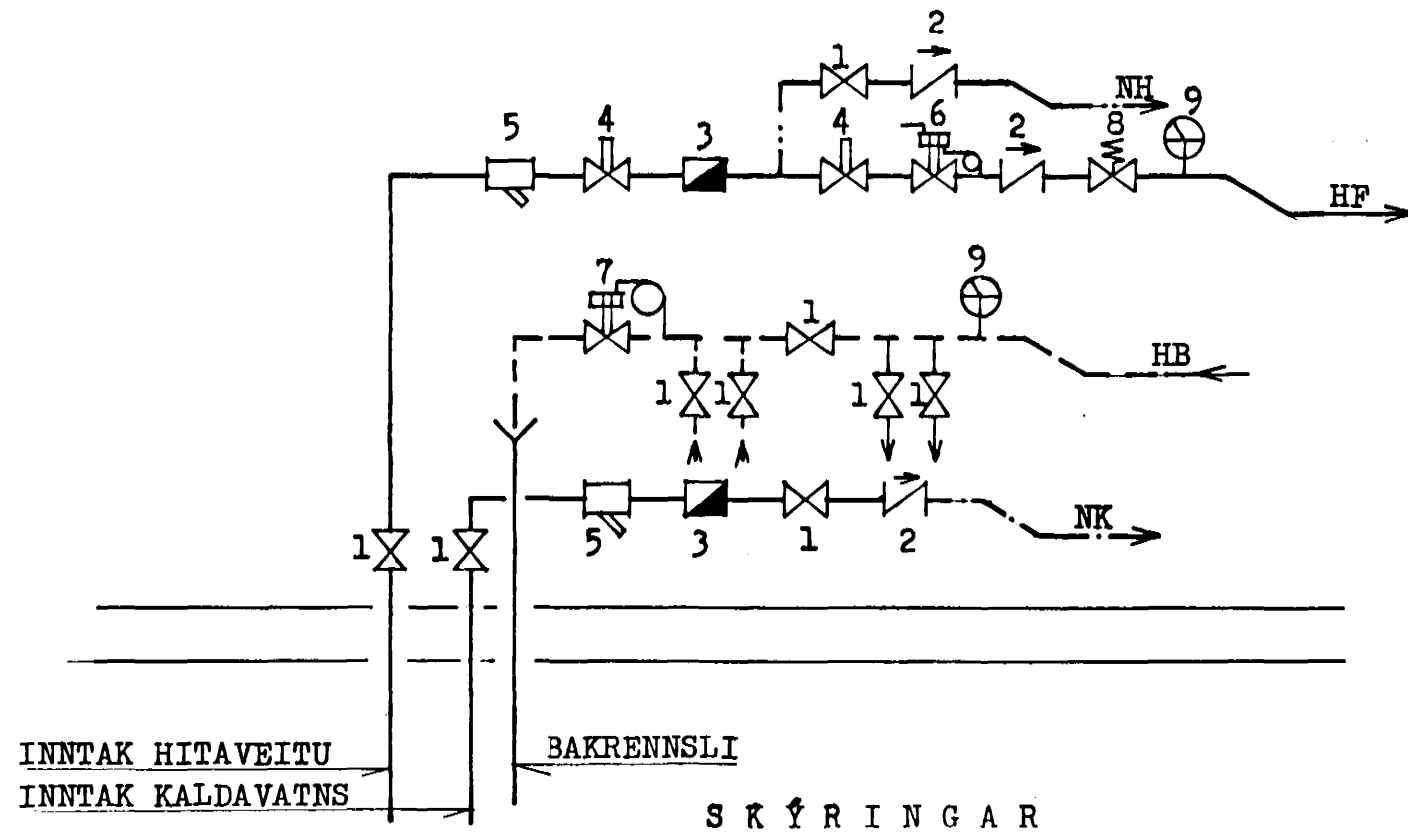 2
1
NH
9
5 4 3 4 6 2 8
HF
7 9
1
HB
1 1 1 1
NK
1 1 5 3 1 2
INNTAK HITAVEITU
BAKRENNSLI
INNTAK KALDAVATNS
SKÝRINGAR